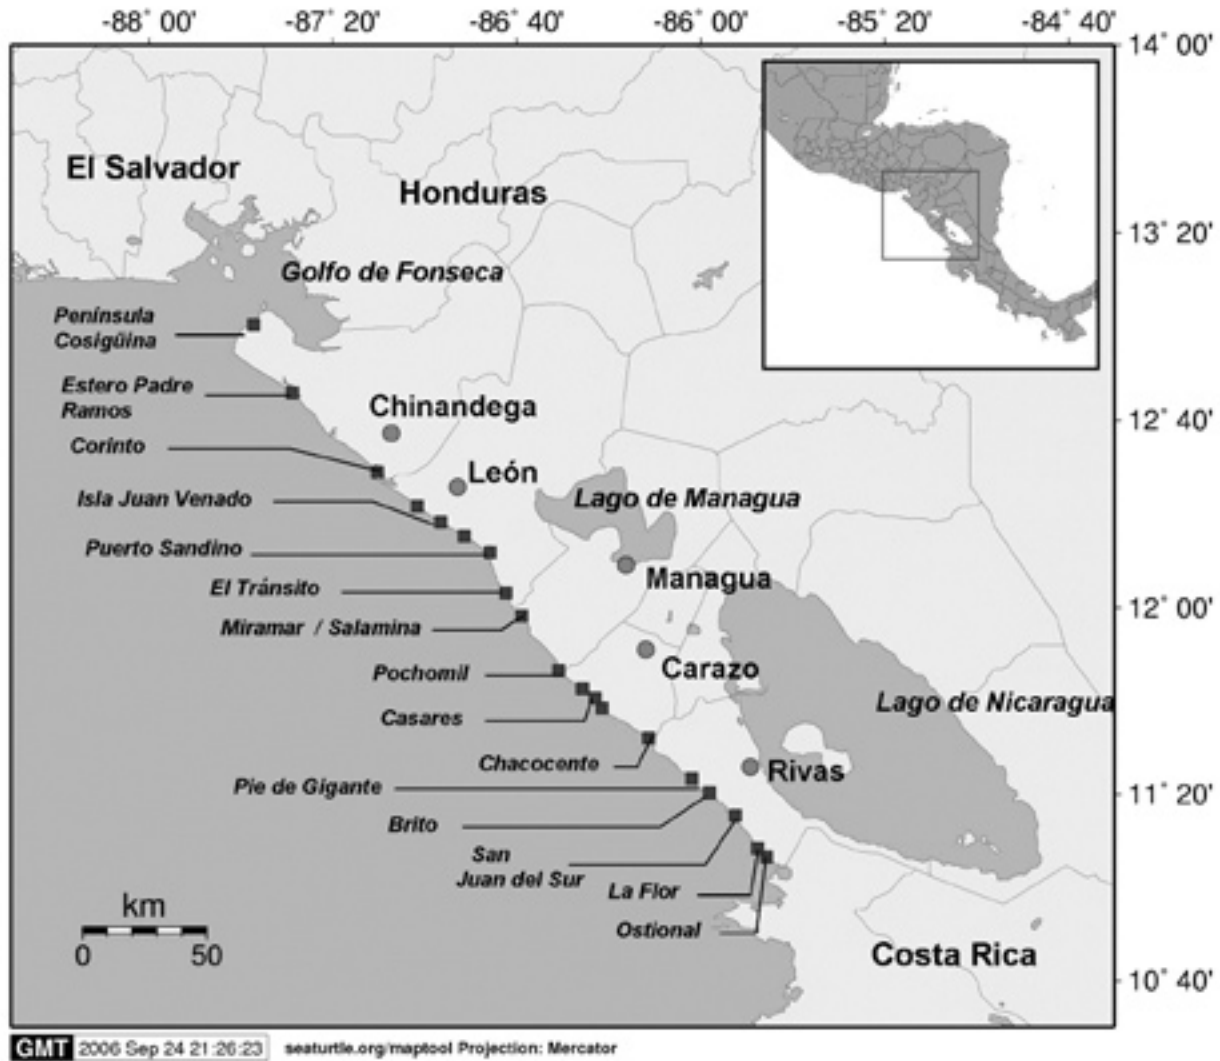 -88° 00' -87° 20' -86° 40' -86° 00' -85° 20' -84° 40'
14° 00'
El Salvador
Honduras
13° 20'
Golfo de Fonseca
Península
Cosigüina
Estero Padre
Ramos
Chinandega
12° 40'
Corinto
León
Isla Juan Venado
Lago de Managua
Puerto Sandino
Managua
El Tránsito
12° 00'
Miramar / Salamina
Carazo
Pochomil
Lago de Nicaragua
Casares
Chacocente
Rivas
Pie de Gigante
11° 20'
Brito
San
Juan del Sur
La Flor
km
Ostional
0 50
Costa Rica
10° 40'
GMT 2006 Sep 24 21:26:23 seaturtle.org/maptool Projection: Mercator